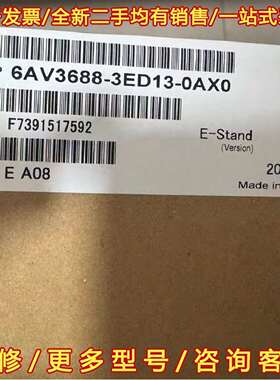 发票/全新二手均有销售/一站式
P 6AV3688-3ED13-0AX0
F7391517592
E-Stand
(Version)
E A08
20
Made in
修/更多型号/咨询客